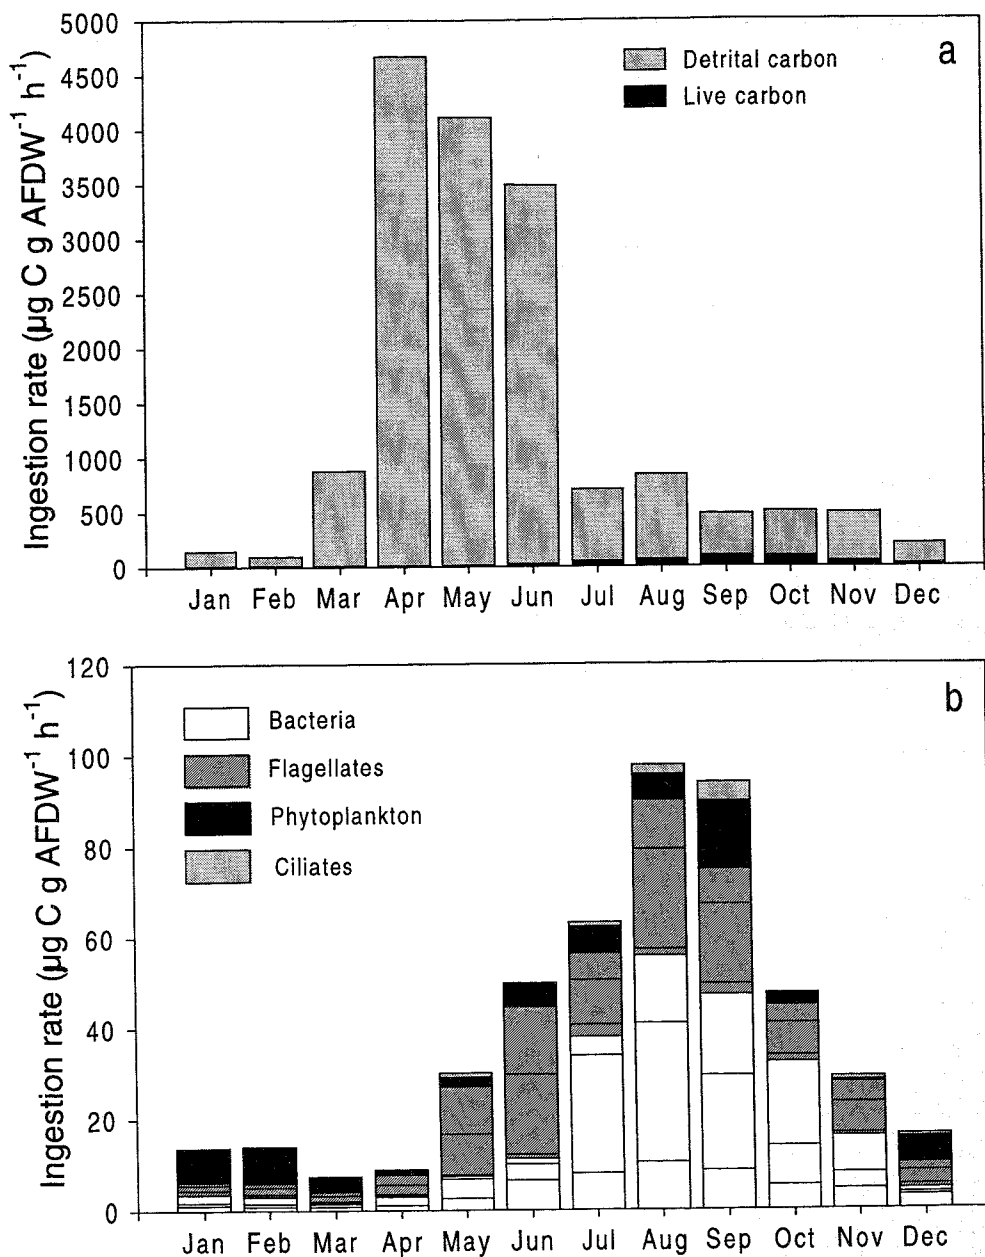 a
Detrital carbon
Live carbon
Ingestion rate (µg C g AFDW⁻¹ h⁻¹)
5000
4500
4000
3500
3000
2500
2000
1500
1000
500
0
Jan Feb Mar Apr May Jun Jul Aug Sep Oct Nov Dec
b
Bacteria
Flagellates
Phytoplankton
Ciliates
Ingestion rate (µg C g AFDW⁻¹ h⁻¹)
120
100
80
60
40
20
0
Jan Feb Mar Apr May Jun Jul Aug Sep Oct Nov Dec